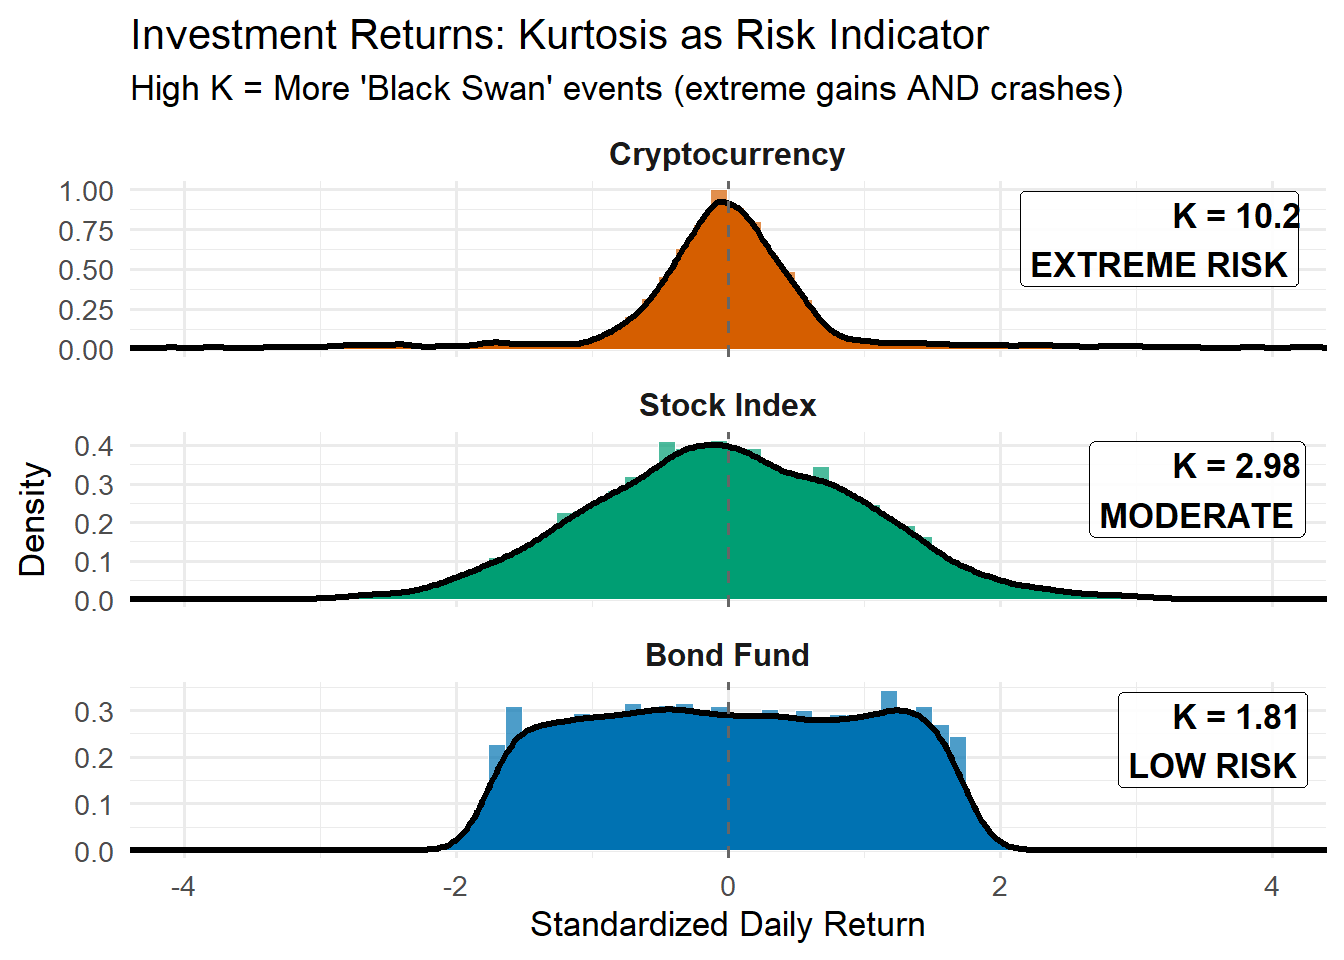 Investment Returns: Kurtosis as Risk Indicator
High K = More 'Black Swan' events (extreme gains AND crashes)
Cryptocurrency
1.00
0.75
0.50
0.25
0.00
K = 10.2
EXTREME RISK
Stock Index
0.4
0.3
0.2
0.1
0.0
K = 2.98
MODERATE
Density
Bond Fund
0.3
0.2
0.1
0.0
K = 1.81
LOW RISK
-4 -2 0 2 4
Standardized Daily Return